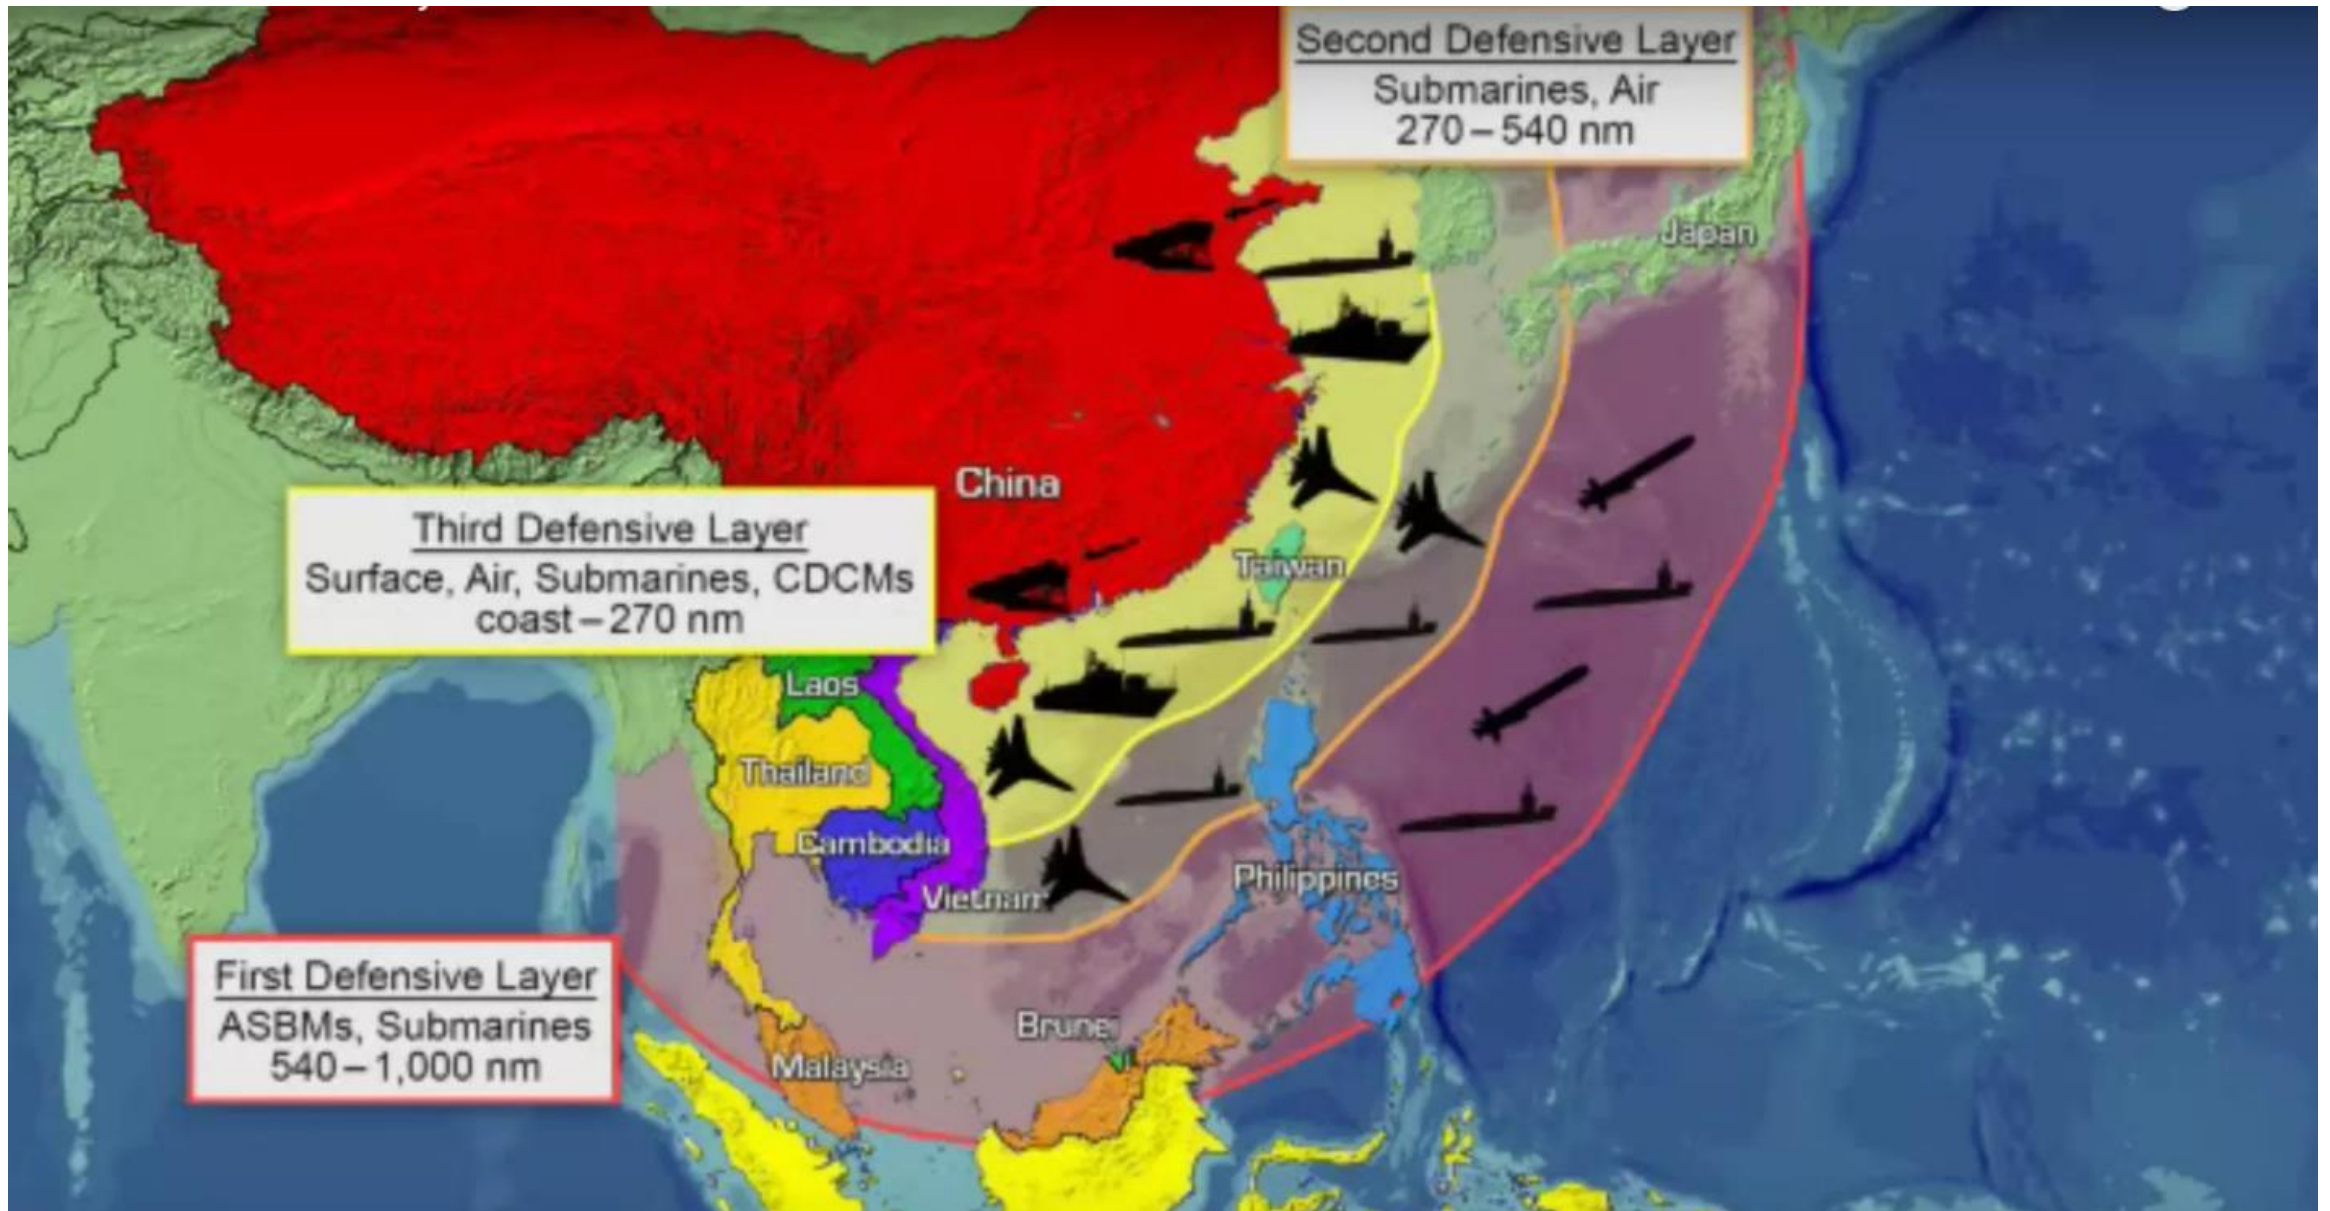 Second Defensive Layer
Submarines, Air
270–540 nm
Japan
China
Third Defensive Layer
Surface, Air, Submarines, CDCMs
coast–270 nm
Taiwan
Laos
Thailand
Cambodia
Vietnam
Philippines
First Defensive Layer
ASBMs, Submarines
540–1,000 nm
Brunei
Malaysia